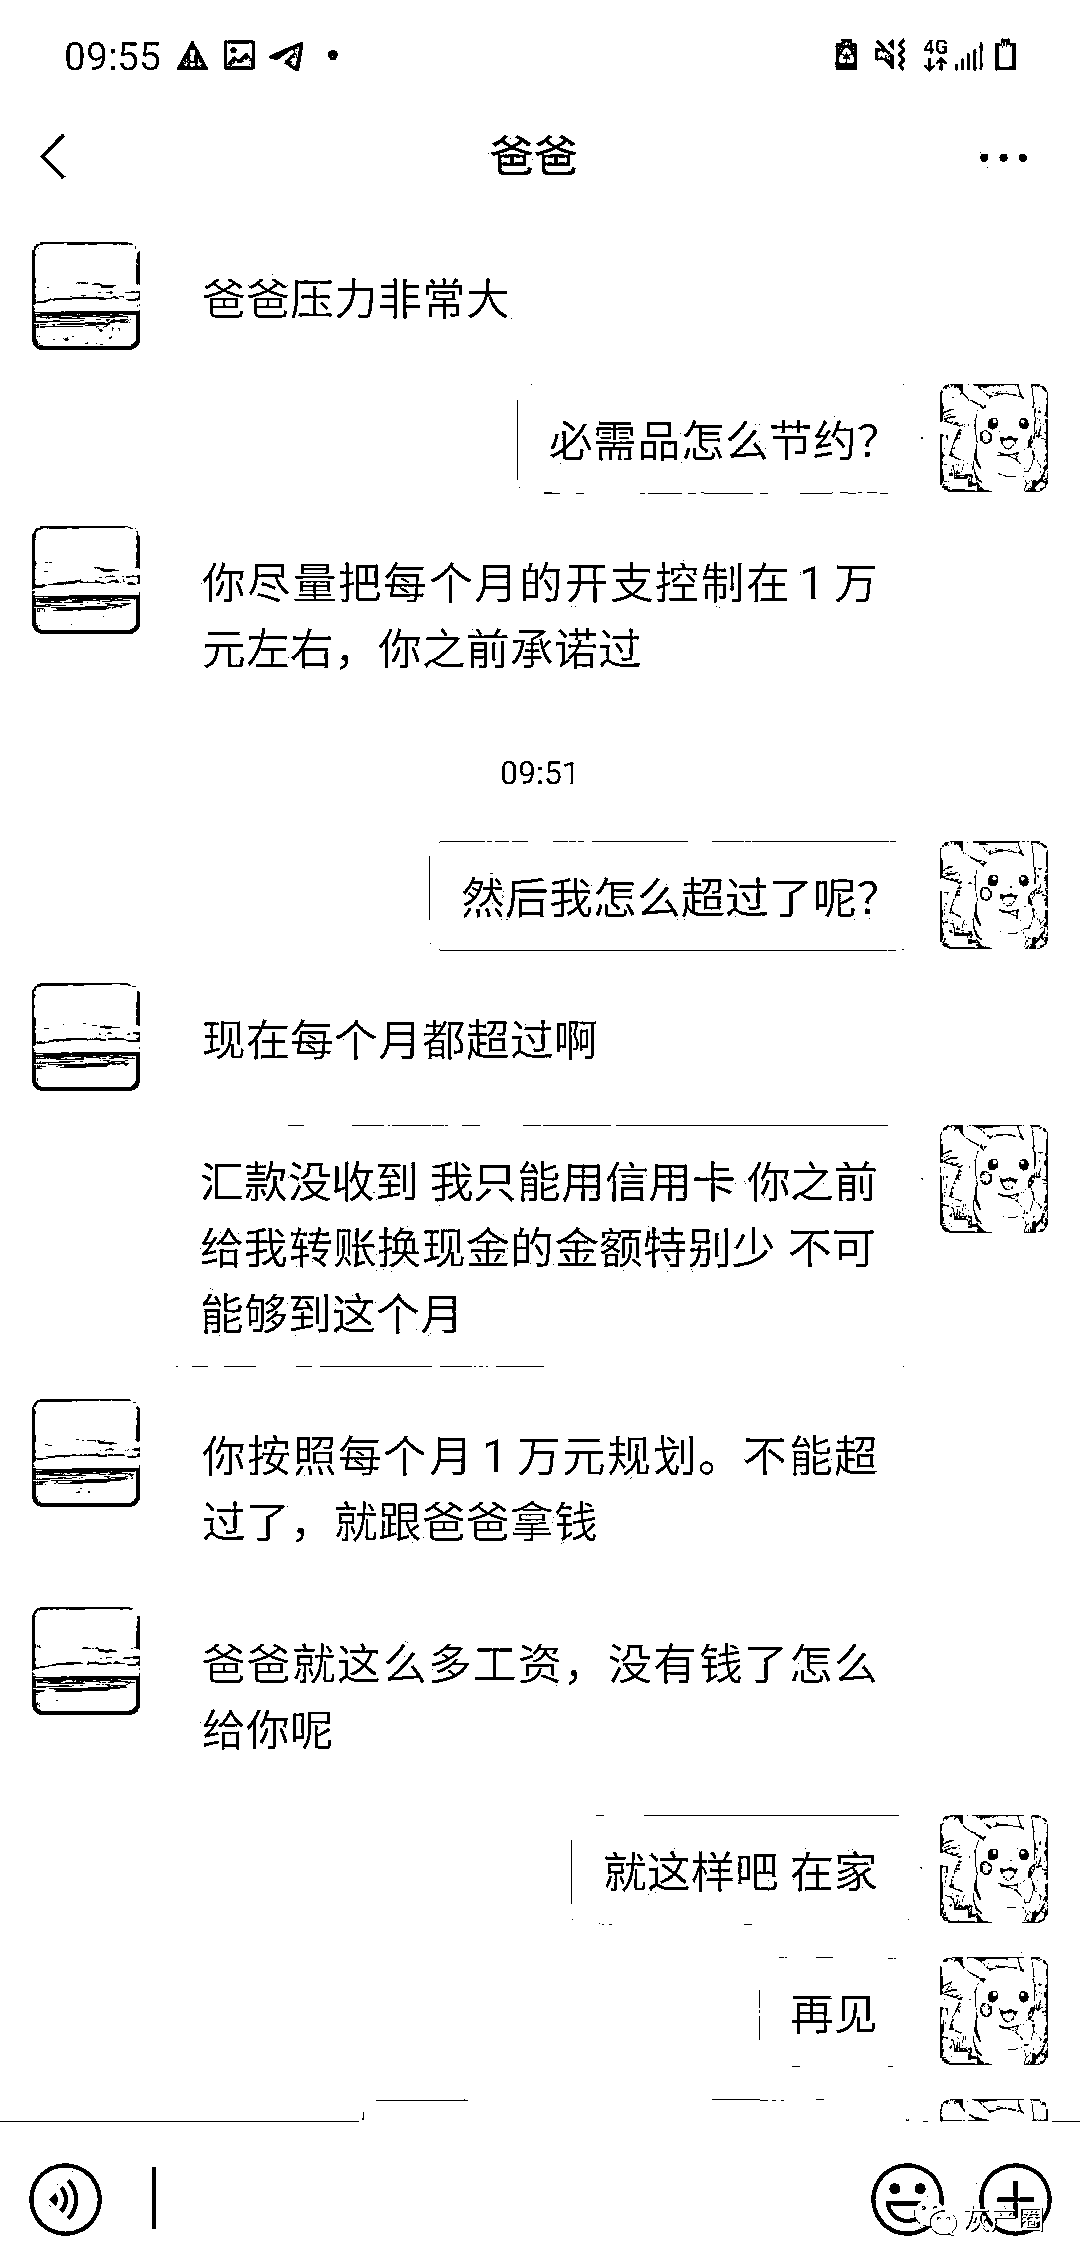 09:55
4G
爸爸
爸爸压力非常大
必需品怎么节约?
你尽量把每个月的开支控制在1万
元左右，你之前承诺过
09:51
然后我怎么超过了呢?
现在每个月都超过啊
汇款没收到 我只能用信用卡 你之前
给我转账换现金的金额特别少 不可
能够到这个月
你按照每个月1万元规划。不能超
过了，就跟爸爸拿钱
爸爸就这么多工资，没有钱了怎么
给你呢
就这样吧 在家
再见
灰产圈